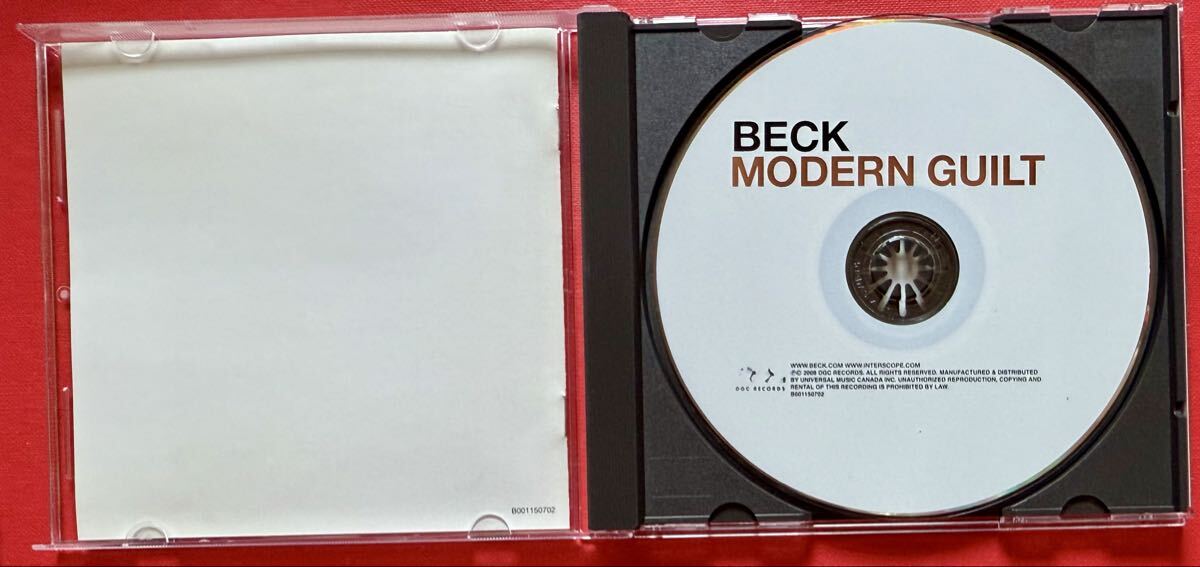 B001150702
BECK
MODERN GUILT
WWW.BECK.COM WWW.INTERSCOPE.COM
℗© 2008 DGC RECORDS. ALL RIGHTS RESERVED. MANUFACTURED & DISTRIBUTED
BY UNIVERSAL MUSIC CANADA INC. UNAUTHORIZED REPRODUCTION, COPYING AND
RENTAL OF THIS RECORDING IS PROHIBITED BY LAW.
B001150702
DGC RECORDS